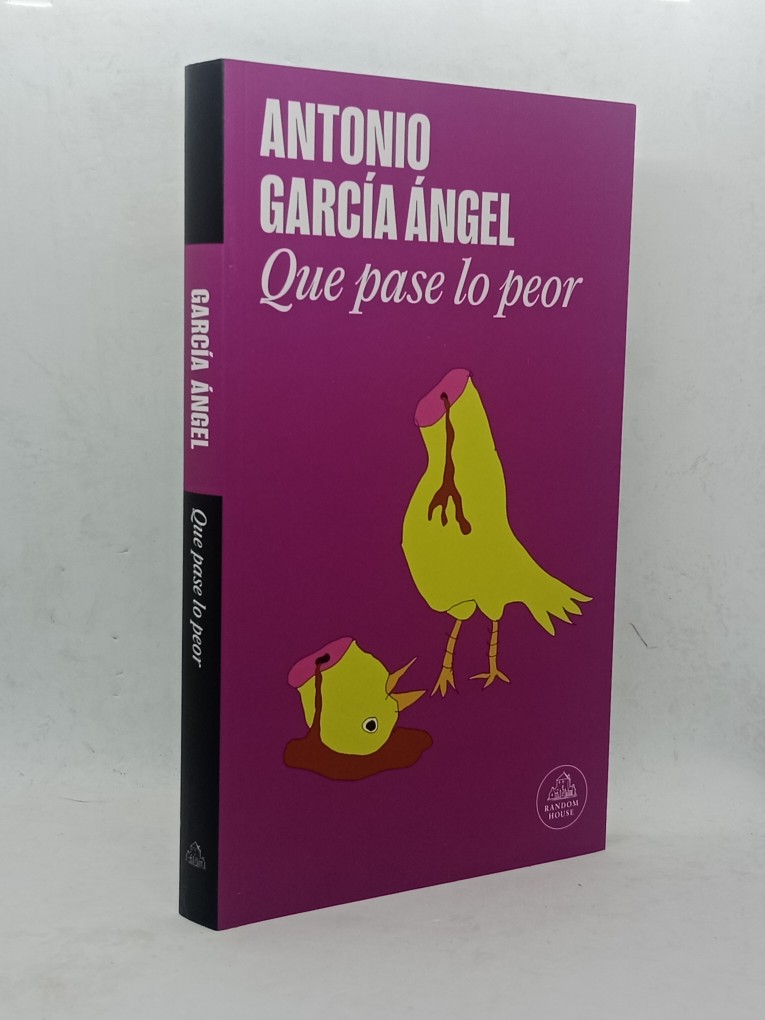 ANTONIO
GARCÍA ÁNGEL
Que pase lo peor
RANDOM
HOUSE
GARCÍA ÁNGEL
Que pase lo peor